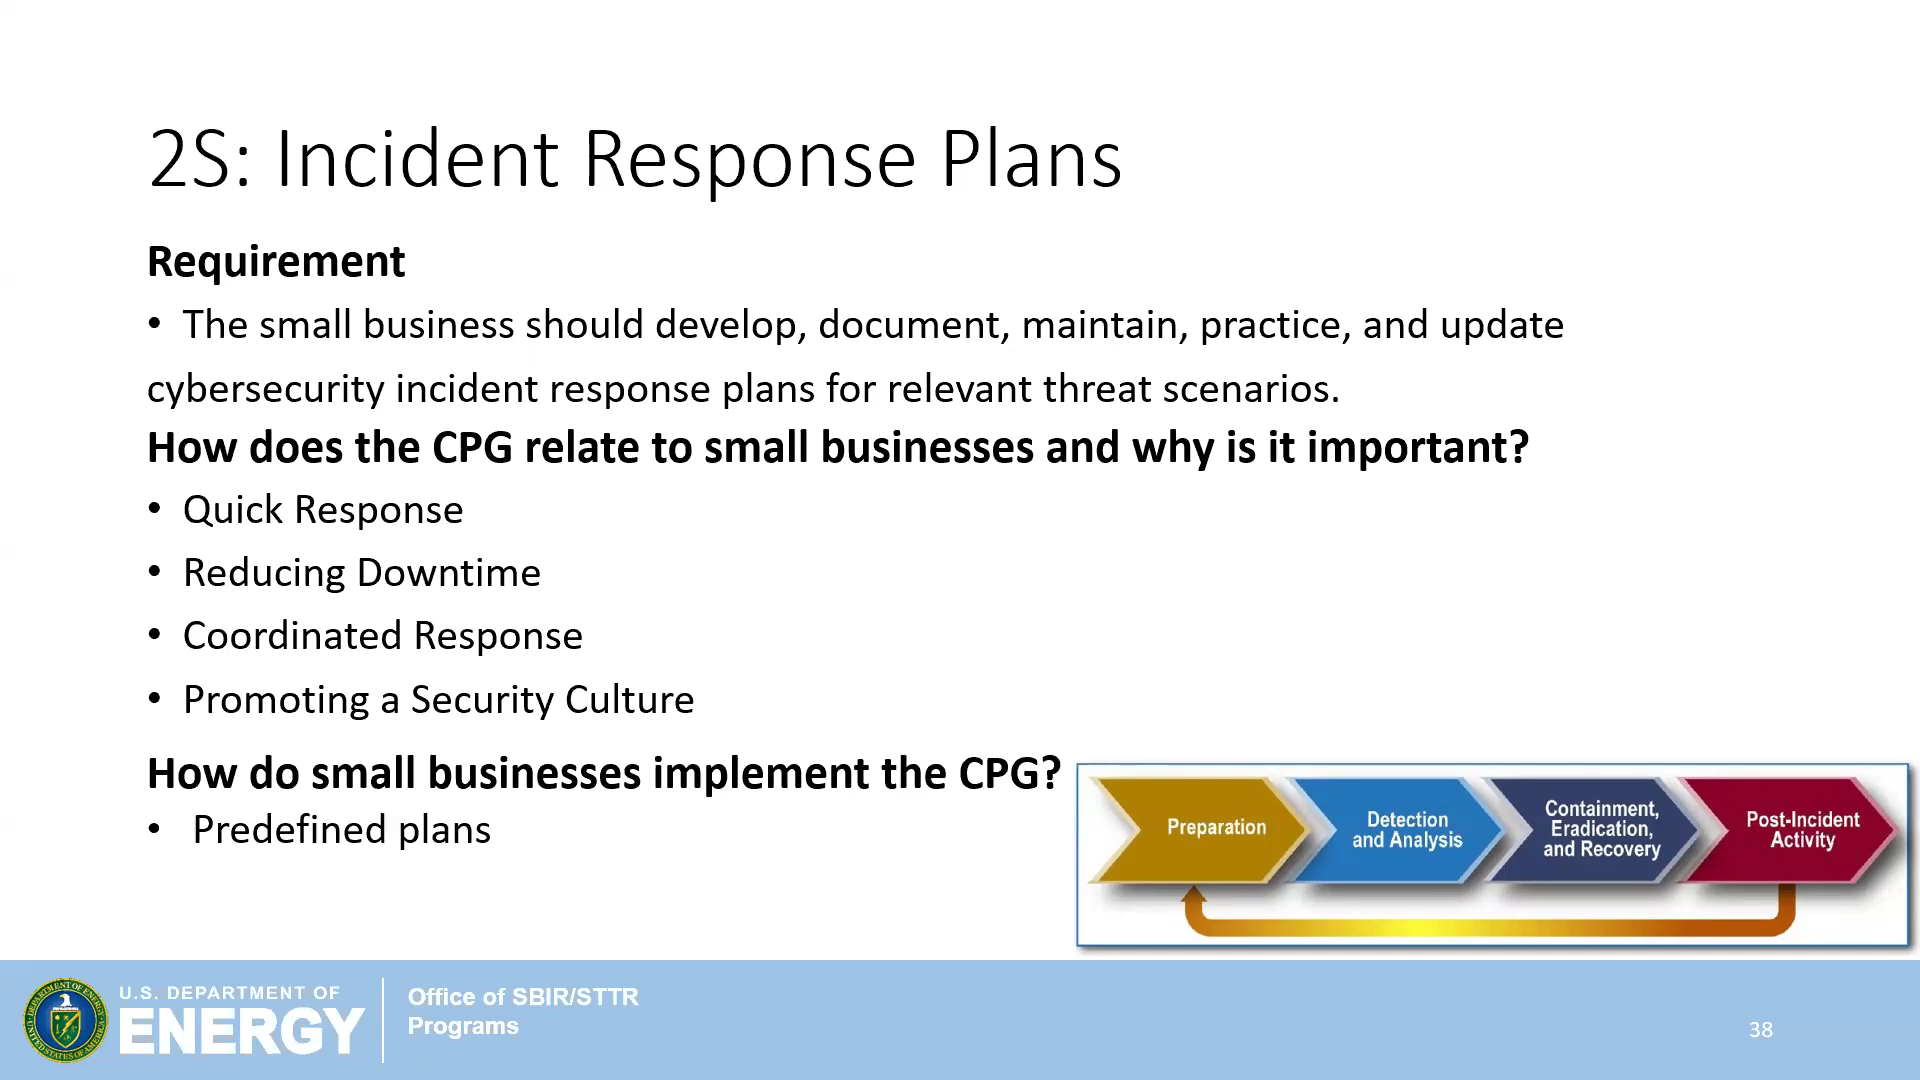 2S: Incident Response Plans
Requirement
• The small business should develop, document, maintain, practice, and update
cybersecurity incident response plans for relevant threat scenarios.
How does the CPG relate to small businesses and why is it important?
• Quick Response
• Reducing Downtime
• Coordinated Response
• Promoting a Security Culture
How do small businesses implement the CPG?
• Predefined plans
Preparation
Detection
and Analysis
Containment,
Eradication,
and Recovery
Post-Incident
Activity
U.S. DEPARTMENT OF
ENERGY
Office of SBIR/STTR
Programs
38